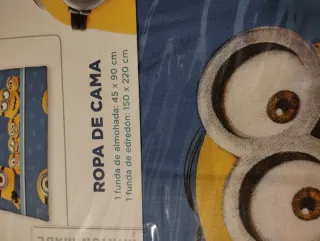 ROPA DE CAMA
1 funda de almohada: 45 x 90 cm
1 funda de edredón: 150 x 220 cm